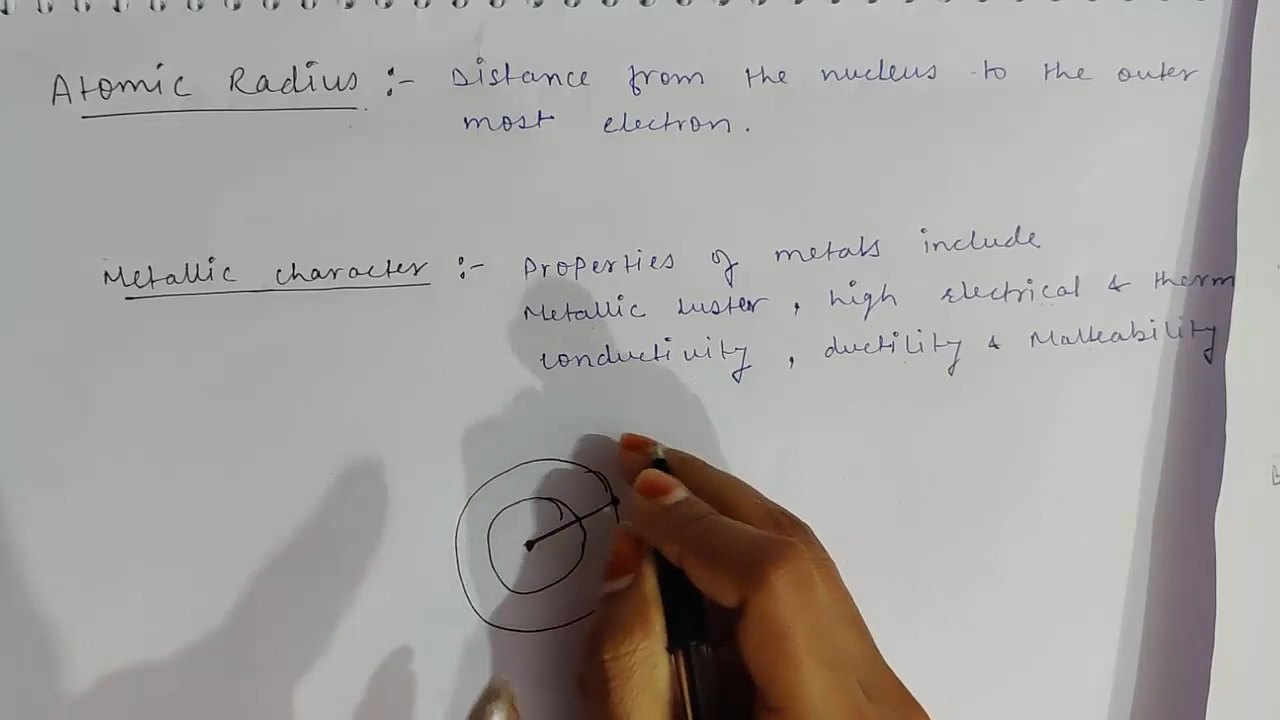 Atomic Radius :- Distance from the nucleus to the outer
most electron.
Metallic character :- Properties of metals include
Metallic Luster, high electrical & therm
conductivity, ductility & Malleability